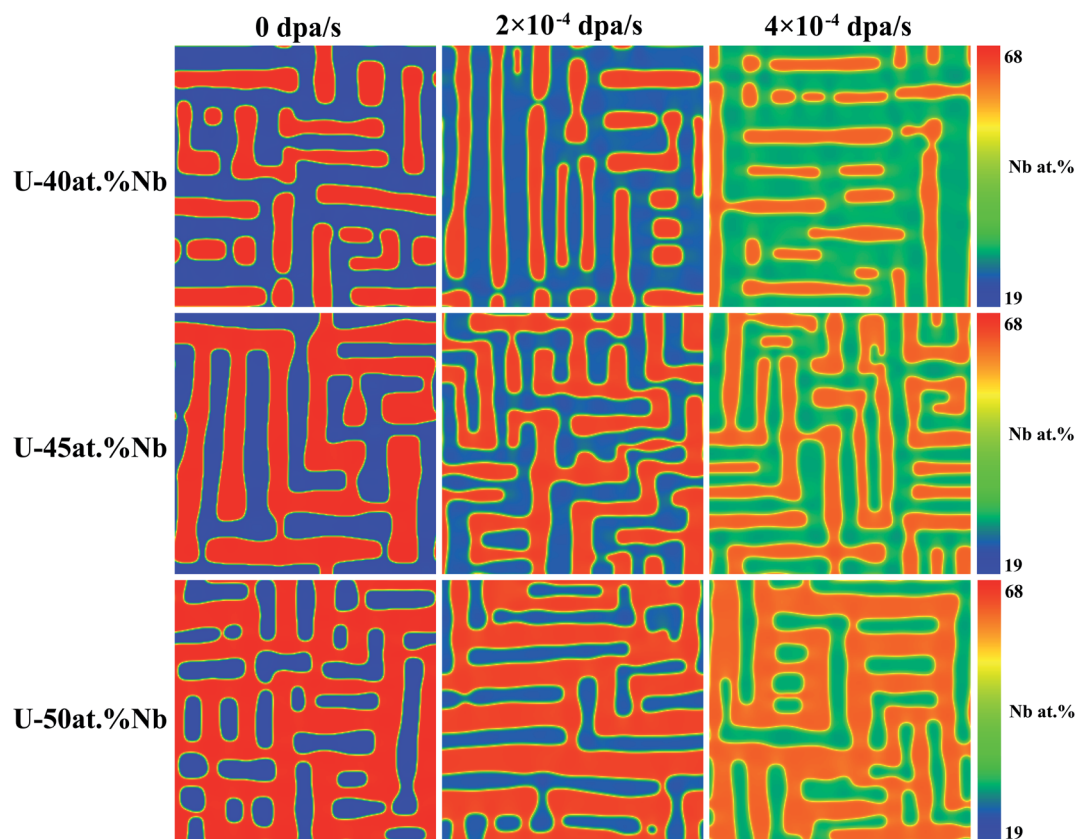 0 dpa/s 2×10⁻⁴ dpa/s 4×10⁻⁴ dpa/s
68
U-40at.%Nb
Nb at.%
19
68
U-45at.%Nb
Nb at.%
19
68
U-50at.%Nb
Nb at.%
19